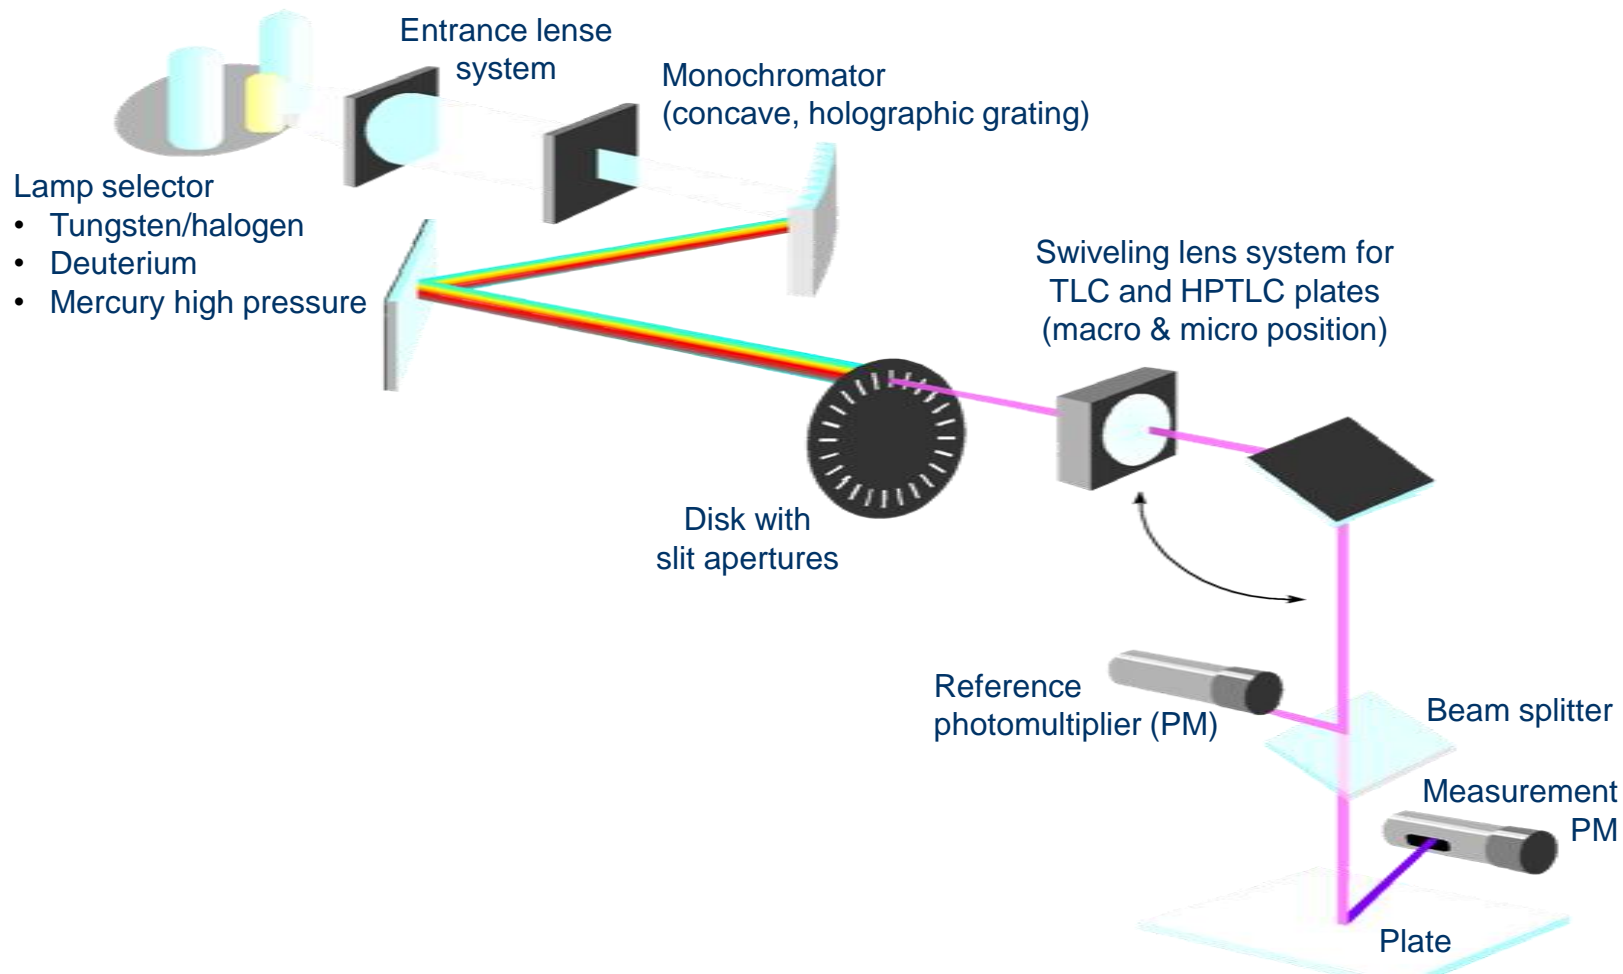 Entrance lense
system
Monochromator
(concave, holographic grating)
Lamp selector
• Tungsten/halogen
• Deuterium
• Mercury high pressure
Swiveling lens system for
TLC and HPTLC plates
(macro & micro position)
Disk with
slit apertures
Reference
photomultiplier (PM)
Beam splitter
Measurement
PM
Plate